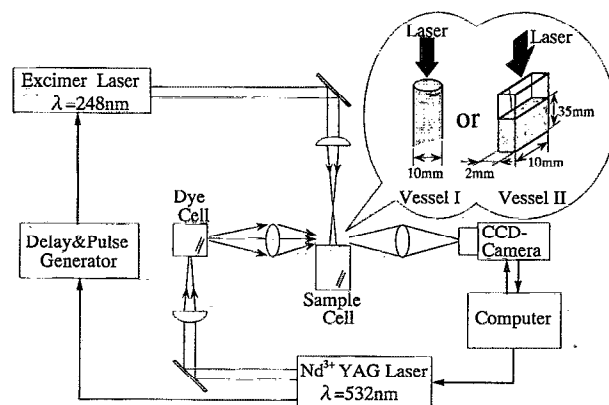 Laser
Laser
Excimer Laser
λ=248nm
or
35mm
10mm
2mm
10mm
Vessel I
Vessel II
Dye
Cell
CCD-
Camera
Delay&Pulse
Generator
Sample
Cell
Computer
Nd³⁺ YAG Laser
λ=532nm